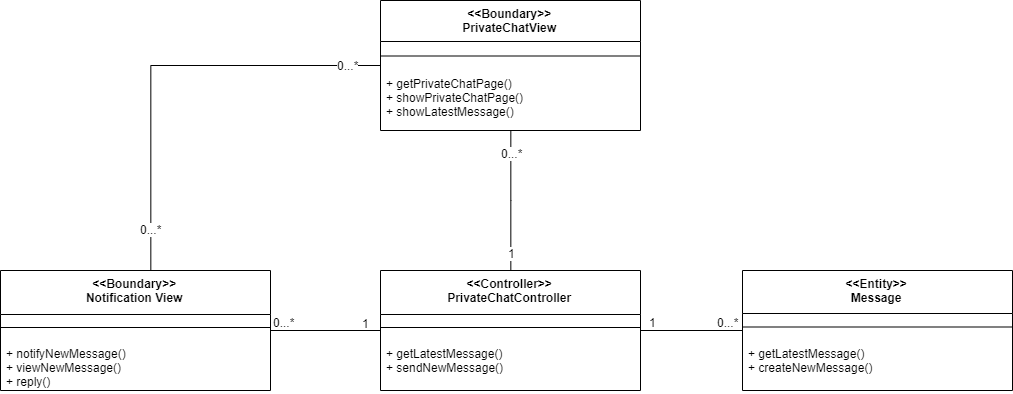 <<Boundary>>
PrivateChatView
+ getPrivateChatPage()
+ showPrivateChatPage()
+ showLatestMessage()
0...*
0...*
0...*
1
<<Boundary>>
Notification View
+ notifyNewMessage()
+ viewNewMessage()
+ reply()
0...*
1
<<Controller>>
PrivateChatController
+ getLatestMessage()
+ sendNewMessage()
1
0...*
<<Entity>>
Message
+ getLatestMessage()
+ createNewMessage()